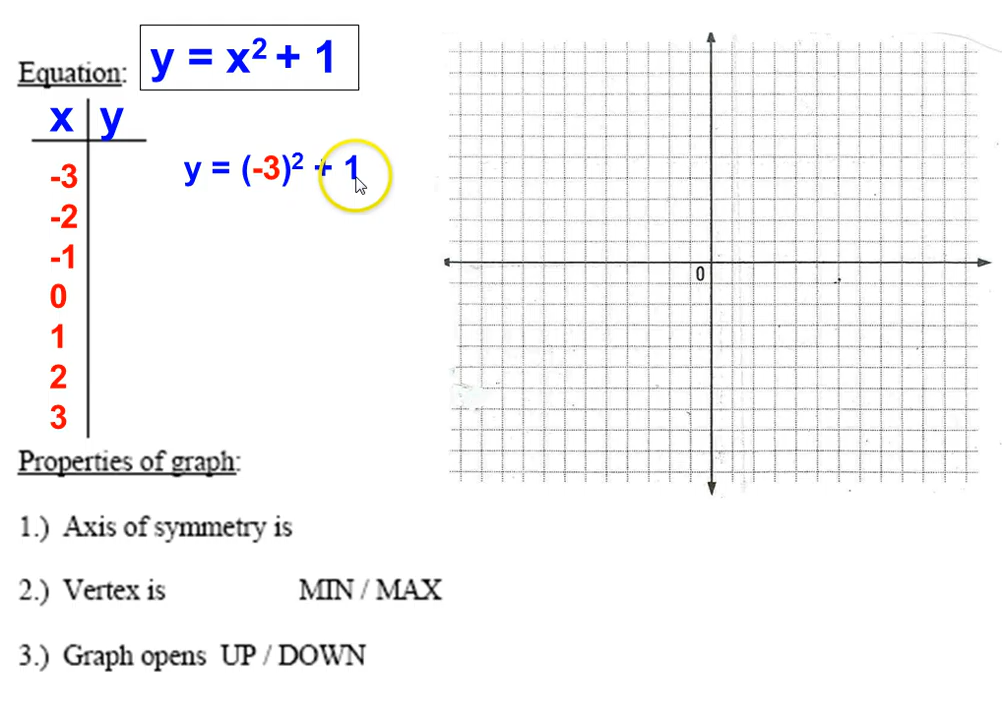 Equation: y = x² + 1
x y
-3
y = (-3)² + 1
-2
-1
0
1
2
3
0
Properties of graph:
1.) Axis of symmetry is
2.) Vertex is MIN / MAX
3.) Graph opens UP / DOWN